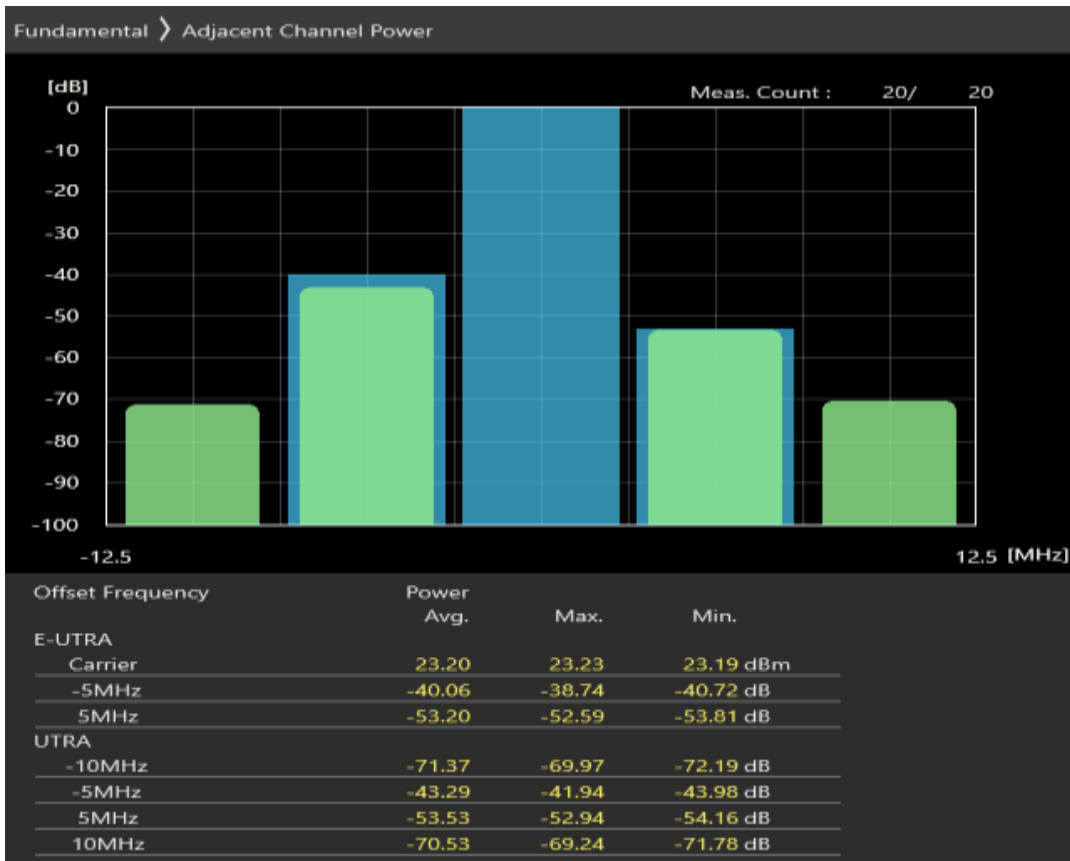 Fundamental ❯ Adjacent Channel Power
[dB]
Meas. Count : 20/ 20
0
-10
-20
-30
-40
-50
-60
-70
-80
-90
-100
-12.5 12.5 [MHz]
Offset Frequency Power
Avg. Max. Min.
E-UTRA
Carrier 23.20 23.23 23.19 dBm
-5MHz -40.06 -38.74 -40.72 dB
5MHz -53.20 -52.59 -53.81 dB
UTRA
-10MHz -71.37 -69.97 -72.19 dB
-5MHz -43.29 -41.94 -43.98 dB
5MHz -53.53 -52.94 -54.16 dB
10MHz -70.53 -69.24 -71.78 dB